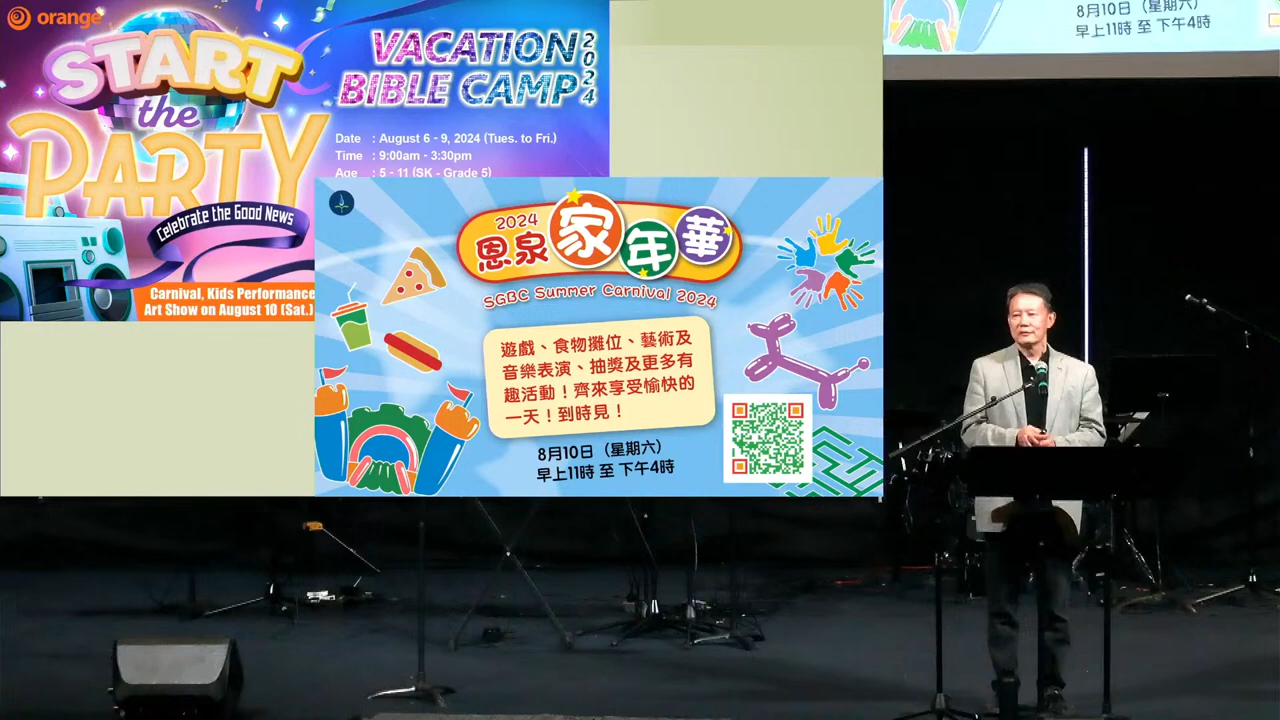 orange
START
the
PARTY
Celebrate the Good News
Carnival, Kids Performance
Art Show on August 10 (Sat.)
VACATION
BIBLE CAMP
2024
Date : August 6 - 9, 2024 (Tues. to Fri.)
Time : 9:00am - 3:30pm
Age : 5 - 11 (SK - Grade 5)
2024
恩泉家年華
SGBC Summer Carnival 2024
遊戲、食物攤位、藝術及
音樂表演、抽獎及更多有
趣活動！齊來享受愉快的
一天！到時見！
8月10日（星期六）
早上11時 至 下午4時
8月10日（星期六）
早上11時 至 下午4時